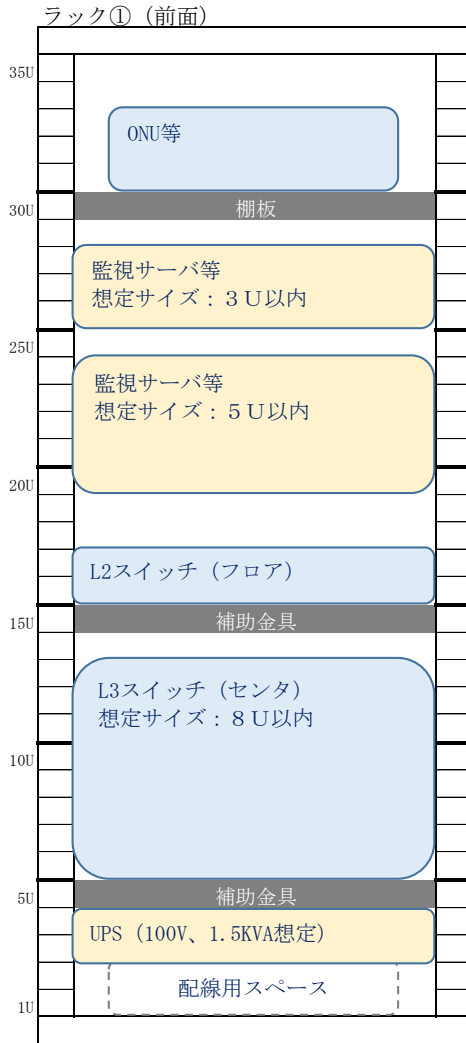 ラック①（前面）
35U
ONU等
30U
棚板
監視サーバ等
想定サイズ：３Ｕ以内
25U
監視サーバ等
想定サイズ：５Ｕ以内
20U
L2スイッチ（フロア）
15U
補助金具
L3スイッチ（センタ）
想定サイズ：８Ｕ以内
10U
5U
補助金具
UPS（100V、1.5KVA想定）
配線用スペース
1U